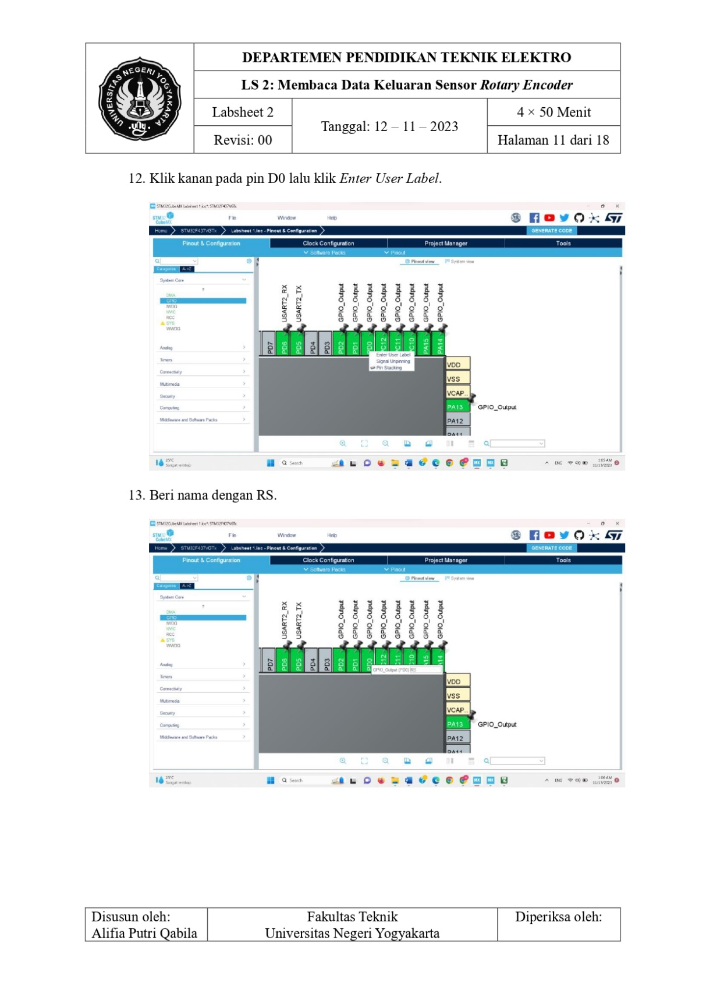 UNIVERSITAS NEGERI YOGYAKARTA
DEPARTEMEN PENDIDIKAN TEKNIK ELEKTRO
LS 2: Membaca Data Keluaran Sensor Rotary Encoder
Labsheet 2
Tanggal: 12 – 11 – 2023
4 × 50 Menit
Revisi: 00
Halaman 11 dari 18
12. Klik kanan pada pin D0 lalu klik Enter User Label.
STM32CubeMX Labsheet 1.ioc*: STM32F407VGTx
STM32
CubeMX
File
Window
Help
Home
STM32F407VGTx
Labsheet 1.ioc - Pinout & Configuration
GENERATE CODE
Pinout & Configuration
Clock Configuration
Project Manager
Tools
Software Packs
Pinout
Pinout view
System view
Categories
A->Z
System Core
DMA
GPIO
IWDG
NVIC
RCC
SYS
WWDG
Analog
Timers
Connectivity
Multimedia
Security
Computing
Middleware and Software Packs
USART2_RX
USART2_TX
GPIO_Output
GPIO_Output
GPIO_Output
GPIO_Output
GPIO_Output
GPIO_Output
GPIO_Output
GPIO_Output
PD7
PD6
PD5
PD4
PD3
PD2
PD1
PD0
C12
C11
C10
PA15
PA14
Enter User Label
Signal Unpinning
Pin Stacking
VDD
VSS
VCAP..
PA13
GPIO_Output
PA12
PA11
25°C
Sangat lembap
Search
ENG
1:05 AM
11/13/2023
13. Beri nama dengan RS.
STM32CubeMX Labsheet 1.ioc*: STM32F407VGTx
STM32
CubeMX
File
Window
Help
Home
STM32F407VGTx
Labsheet 1.ioc - Pinout & Configuration
GENERATE CODE
Pinout & Configuration
Clock Configuration
Project Manager
Tools
Software Packs
Pinout
Pinout view
System view
Categories
A->Z
System Core
DMA
GPIO
IWDG
NVIC
RCC
SYS
WWDG
Analog
Timers
Connectivity
Multimedia
Security
Computing
Middleware and Software Packs
USART2_RX
USART2_TX
GPIO_Output
GPIO_Output
GPIO_Output
GPIO_Output
GPIO_Output
GPIO_Output
GPIO_Output
GPIO_Output
PD7
PD6
PD5
PD4
PD3
PD2
PD1
PD0
C12
C11
C10
A15
A14
GPIO_Output (PD0) RS
VDD
VSS
VCAP..
PA13
GPIO_Output
PA12
PA11
25°C
Sangat lembap
Search
ENG
1:06 AM
11/13/2023
Disusun oleh:
Alifia Putri Qabila
Fakultas Teknik
Universitas Negeri Yogyakarta
Diperiksa oleh: